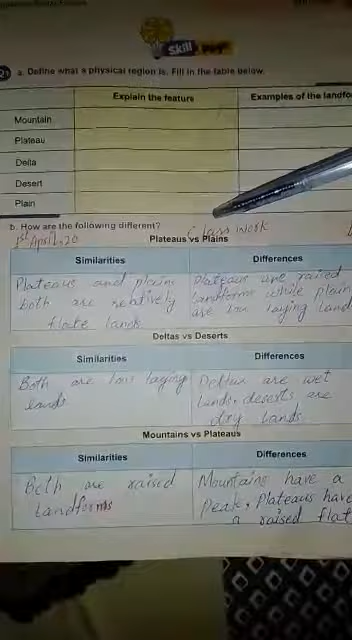 Skill
a. Define what a physical region is. Fill in the table below.
Explain the feature
Examples of the landfo
Mountain
Plateau
Delta
Desert
Plain
b. How are the following different?
1st April, 20
Class Work
Plateaus vs Plains
Similarities
Differences
Plateaus and plains
both are relatively
flate lands
Plateaus are raised
landforms while plain
are low laying land
Deltas vs Deserts
Similarities
Differences
Both are low laying
lands
Deltas are wet
lands, deserts are
dry lands
Mountains vs Plateaus
Similarities
Differences
Both are raised
Landforms
Mountains have a
Peak, Plateaus have
a raised flat